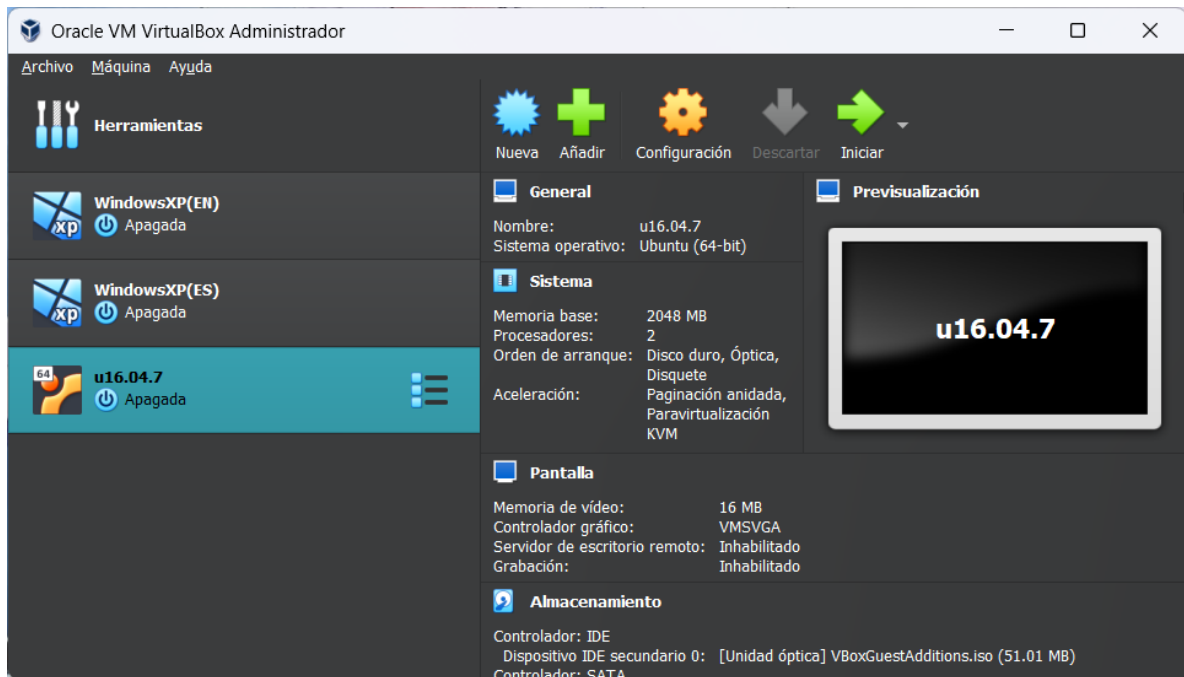 Oracle VM VirtualBox Administrador
Archivo Máquina Ayuda
Herramientas
WindowsXP(EN)
Apagada
WindowsXP(ES)
Apagada
64
u16.04.7
Apagada
Nueva Añadir Configuración Descartar Iniciar
General
Nombre: u16.04.7
Sistema operativo: Ubuntu (64-bit)
Previsualización
u16.04.7
Sistema
Memoria base: 2048 MB
Procesadores: 2
Orden de arranque: Disco duro, Óptica,
Disquete
Aceleración: Paginación anidada,
Paravirtualización
KVM
Pantalla
Memoria de vídeo: 16 MB
Controlador gráfico: VMSVGA
Servidor de escritorio remoto: Inhabilitado
Grabación: Inhabilitado
Almacenamiento
Controlador: IDE
Dispositivo IDE secundario 0: [Unidad óptica] VBoxGuestAdditions.iso (51.01 MB)
Controlador: SATA